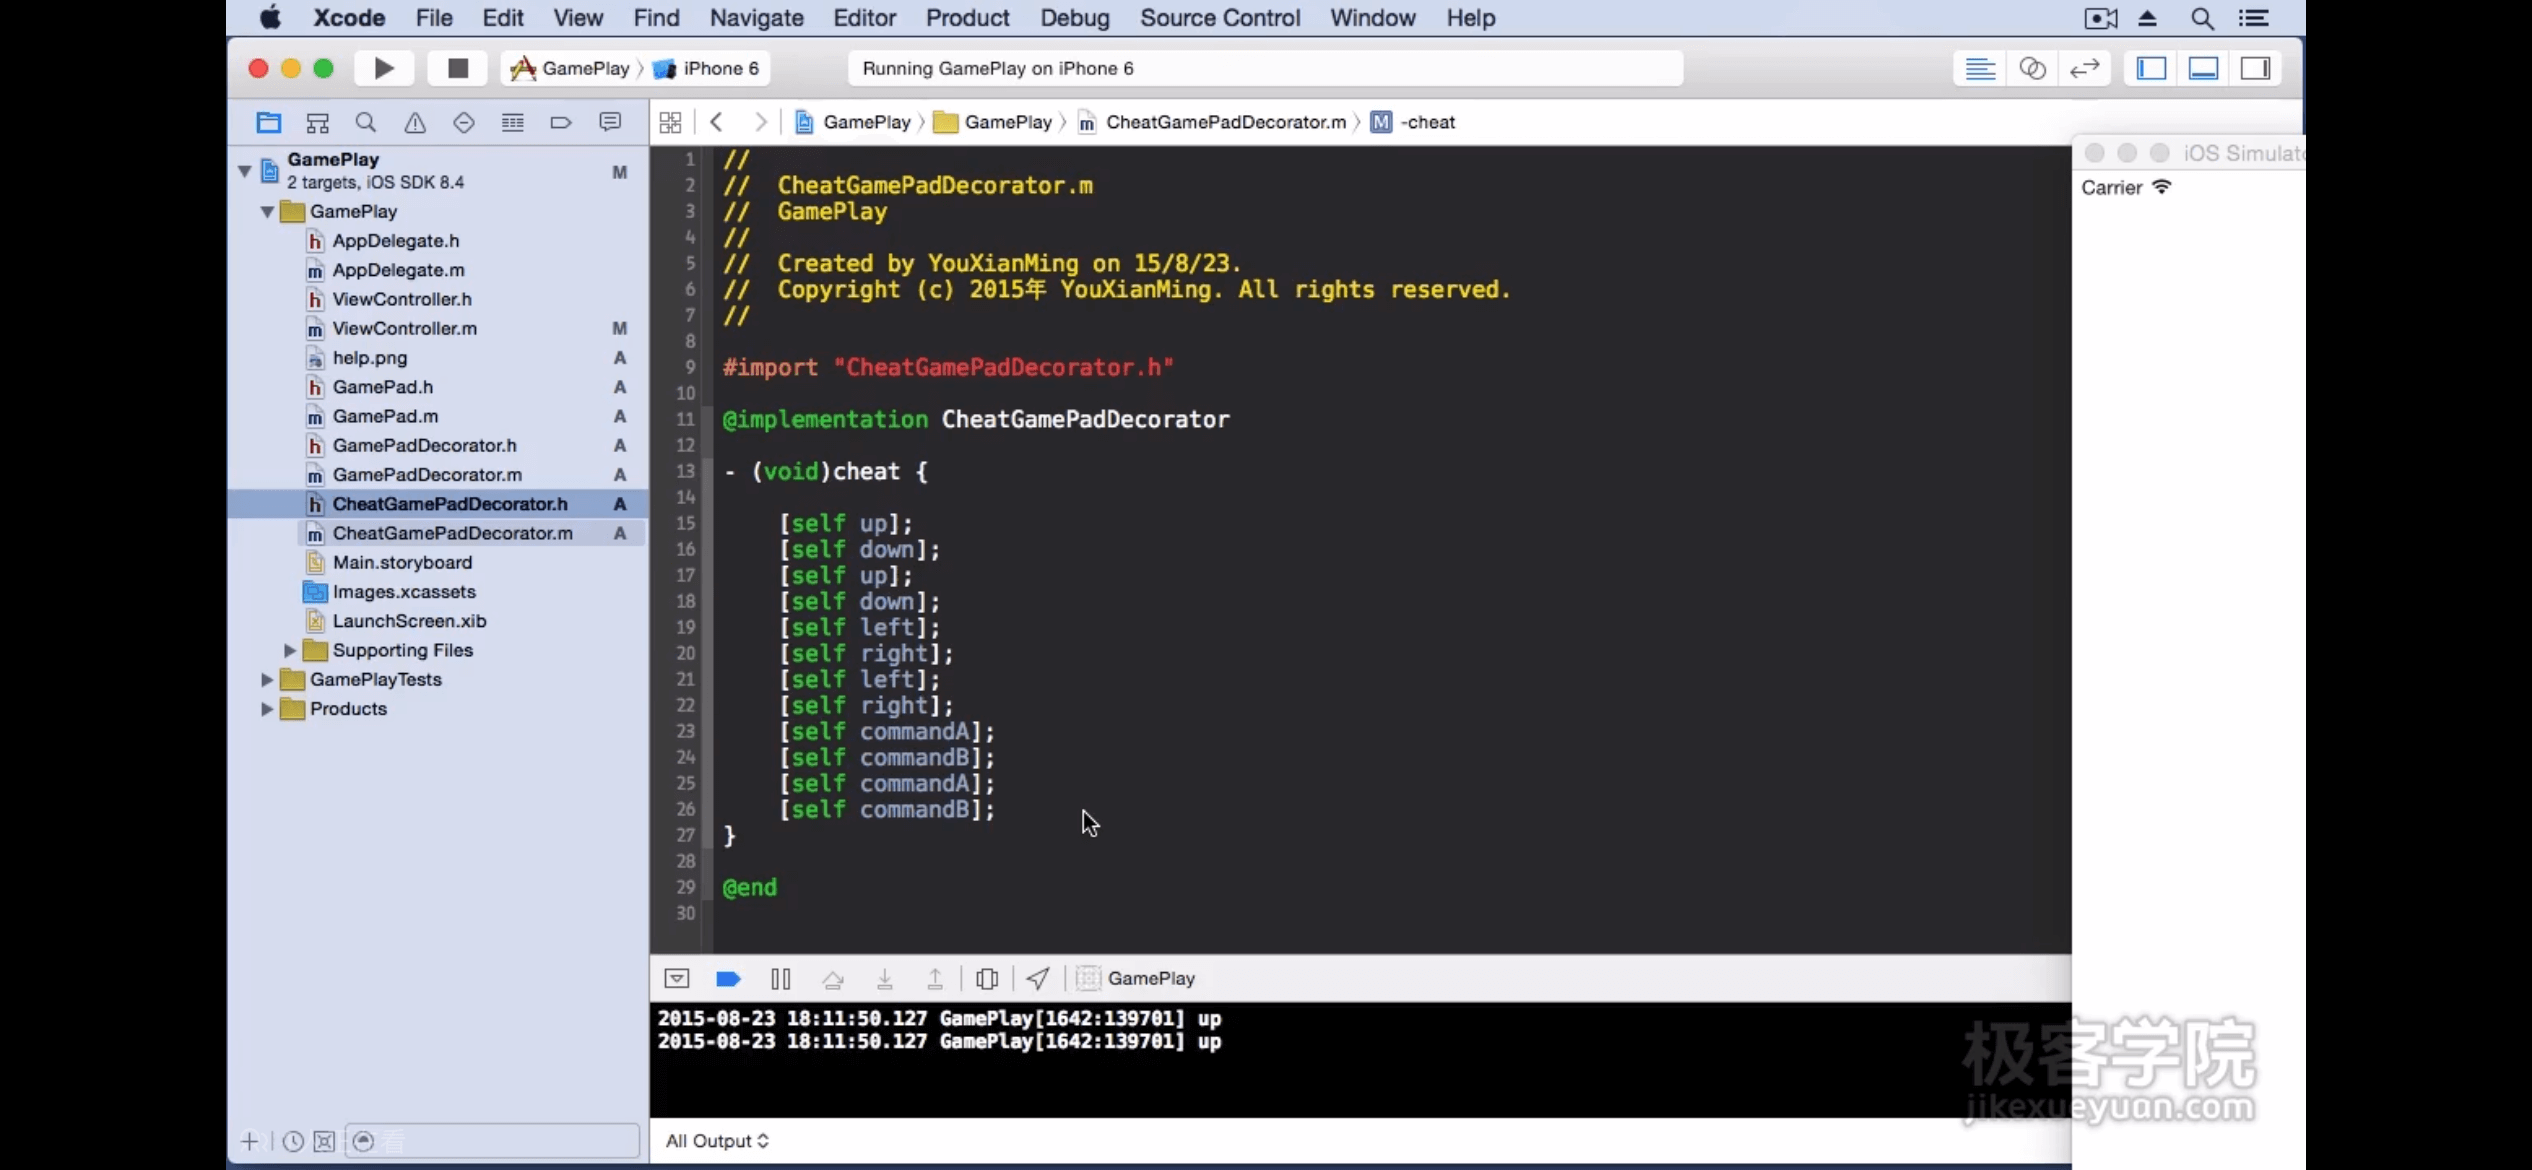 Xcode File Edit View Find Navigate Editor Product Debug Source Control Window Help
GamePlay iPhone 6
Running GamePlay on iPhone 6
GamePlay GamePlay CheatGamePadDecorator.m M -cheat
GamePlay
2 targets, iOS SDK 8.4 M
GamePlay
h AppDelegate.h
m AppDelegate.m
h ViewController.h
m ViewController.m M
help.png A
h GamePad.h A
m GamePad.m A
h GamePadDecorator.h A
m GamePadDecorator.m A
h CheatGamePadDecorator.h A
m CheatGamePadDecorator.m A
Main.storyboard
Images.xcassets
LaunchScreen.xib
Supporting Files
GamePlayTests
Products
1 //
2 //  CheatGamePadDecorator.m
3 //  GamePlay
4 //
5 //  Created by YouXianMing on 15/8/23.
6 //  Copyright (c) 2015年 YouXianMing. All rights reserved.
7 //
8
9 #import "CheatGamePadDecorator.h"
10
11 @implementation CheatGamePadDecorator
12
13 - (void)cheat {
14
15     [self up];
16     [self down];
17     [self up];
18     [self down];
19     [self left];
20     [self right];
21     [self left];
22     [self right];
23     [self commandA];
24     [self commandB];
25     [self commandA];
26     [self commandB];
27 }
28
29 @end
30
iOS Simulat
Carrier
GamePlay
2015-08-23 18:11:50.127 GamePlay[1642:139701] up
2015-08-23 18:11:50.127 GamePlay[1642:139701] up
All Output
极客学院
jikexueyuan.com